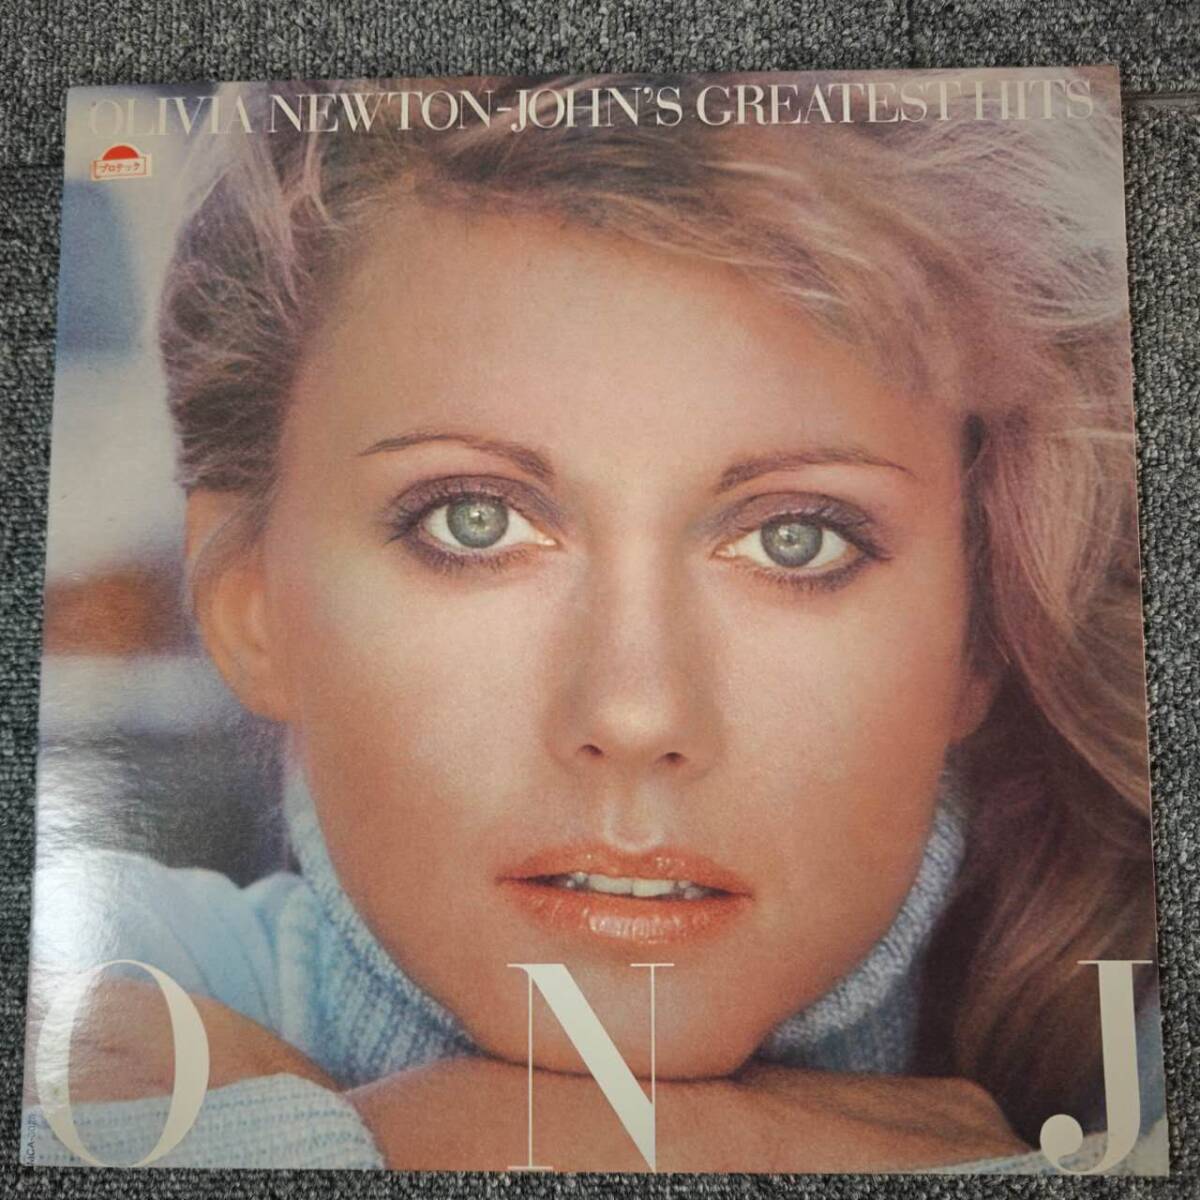 OLIVIA NEWTON-JOHN'S GREATEST HITS
プロテック
O N J